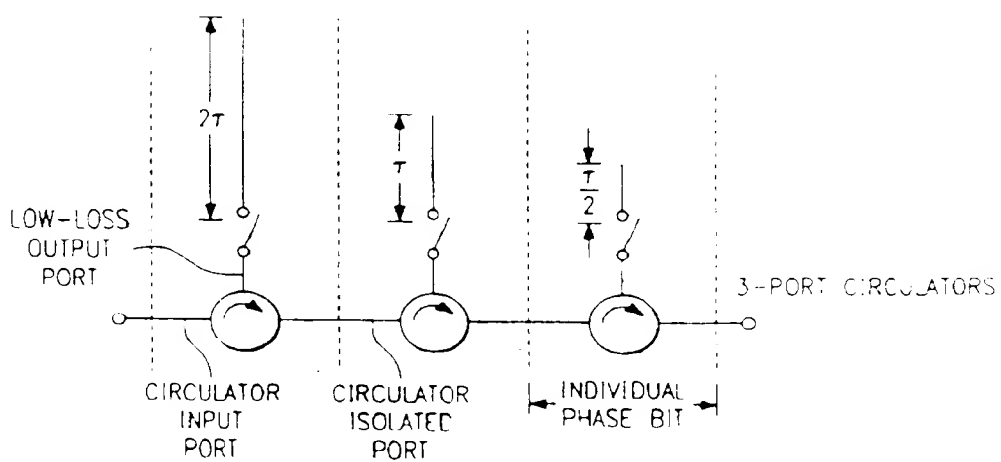 2τ
τ
τ
2
LOW-LOSS
OUTPUT
PORT
3-PORT CIRCULATORS
CIRCULATOR
INPUT
PORT
CIRCULATOR
ISOLATED
PORT
INDIVIDUAL
PHASE BIT